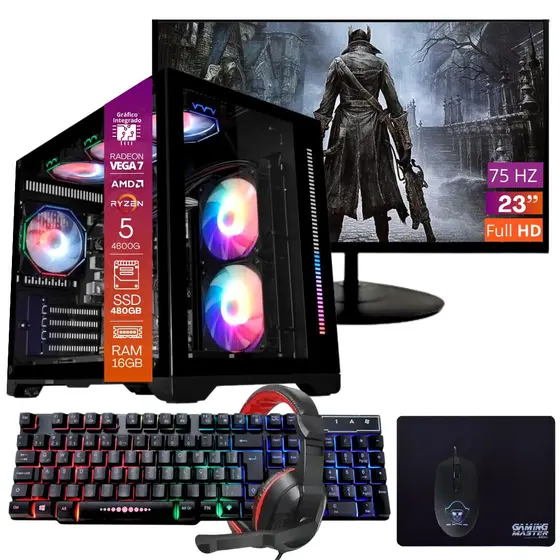 Gráfico
Integrado
RADEON
VEGA 7
AMD
RYZEN
5
4600G
SSD
480GB
RAM
16GB
75 HZ
23”
Full HD
GAMING
MASTER